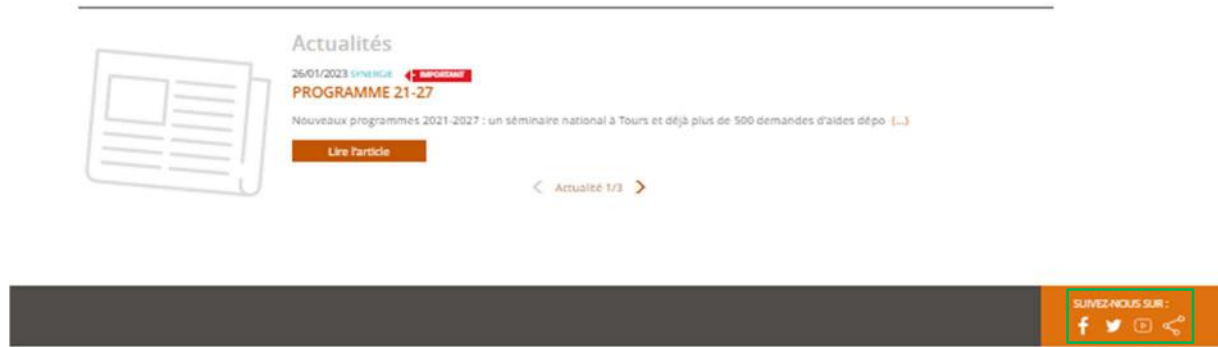 Actualités
26/01/2023 SYNERGIE IMPORTANT
PROGRAMME 21-27
Nouveaux programmes 2021-2027 : un séminaire national à Tours et déjà plus de 500 demandes d'aides dépo (...)
Lire l'article
Actualité 1/3
SUIVEZ-NOUS SUR :